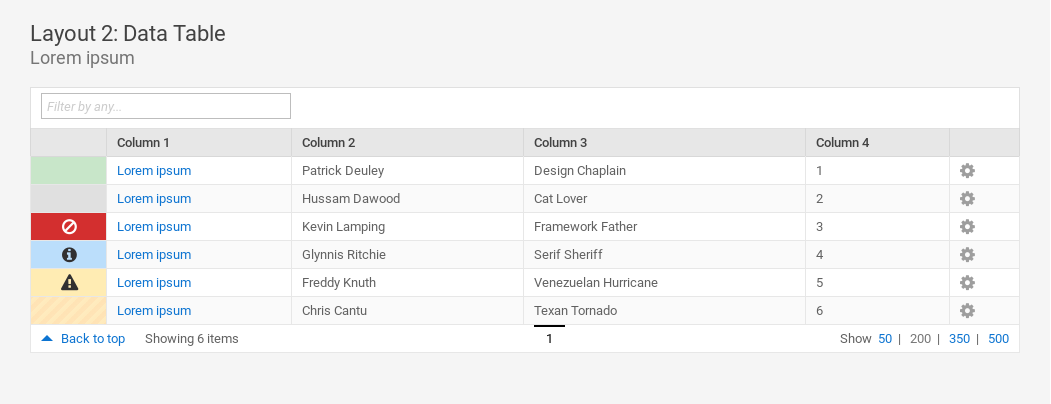 Layout 2: Data Table
Lorem ipsum
Filter by any...
Column 1 Column 2 Column 3 Column 4
Lorem ipsum Patrick Deuley Design Chaplain 1
Lorem ipsum Hussam Dawood Cat Lover 2
Lorem ipsum Kevin Lamping Framework Father 3
Lorem ipsum Glynnis Ritchie Serif Sheriff 4
Lorem ipsum Freddy Knuth Venezuelan Hurricane 5
Lorem ipsum Chris Cantu Texan Tornado 6
Back to top Showing 6 items 1 Show 50 | 200 | 350 | 500